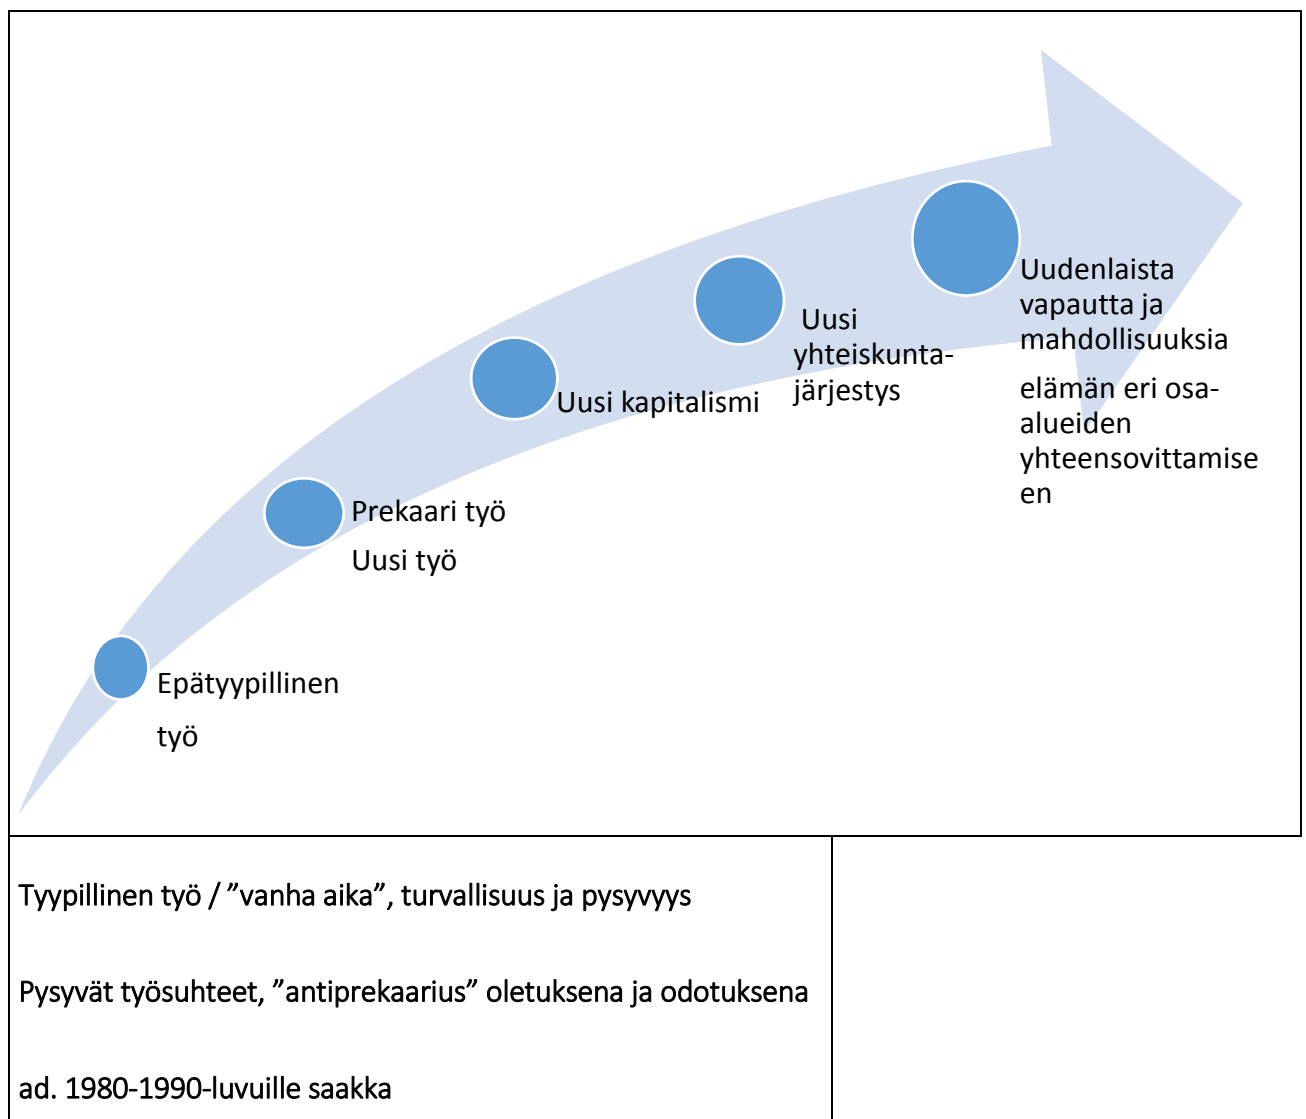 Uudenlaista
vapautta ja
mahdollisuuksia
elämän eri osa-
alueiden
yhteensovittamise
en
Uusi
yhteiskunta-
järjestys
Uusi kapitalismi
Prekaari työ
Uusi työ
Epätyypillinen
työ
Tyypillinen työ / ”vanha aika”, turvallisuus ja pysyvyys
Pysyvät työsuhteet, ”antiprekaarius” oletuksena ja odotuksena
ad. 1980-1990-luvuille saakka